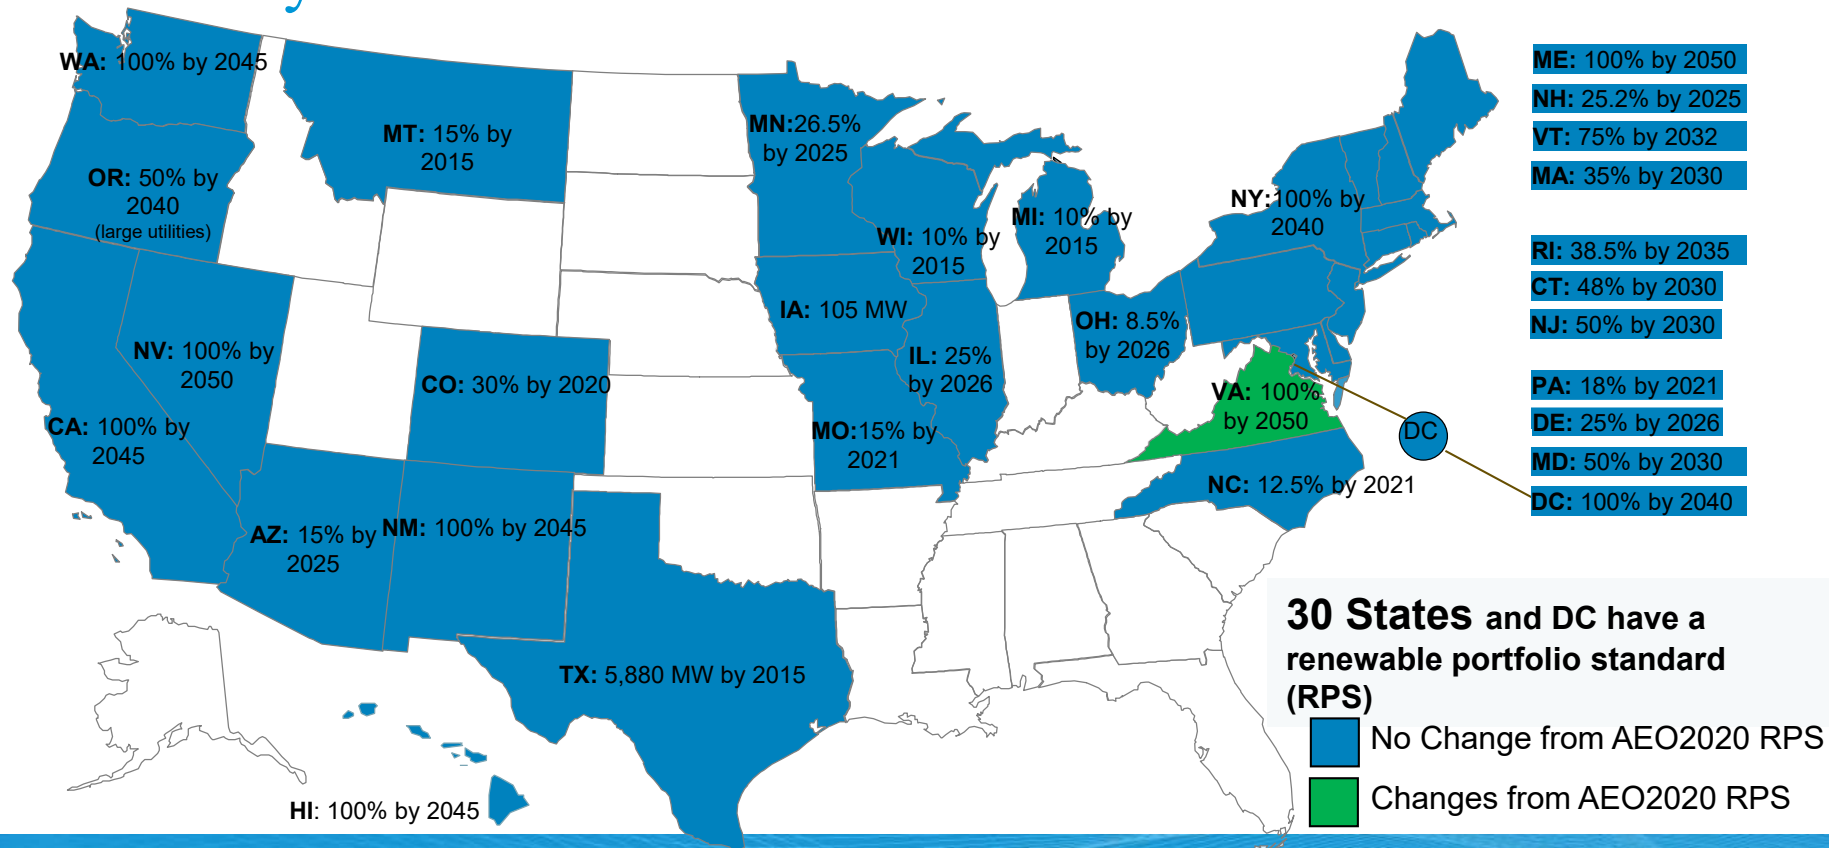 WA: 100% by 2045
MT: 15% by
2015
OR: 50% by
2040
(large utilities)
MN:26.5%
by 2025
WI: 10% by
2015
MI: 10% by
2015
NY:100% by
2040
IA: 105 MW
NV: 100% by
2050
CO: 30% by 2020
IL: 25%
by 2026
OH: 8.5%
by 2026
VA: 100%
by 2050
CA: 100% by
2045
MO:15% by
2021
NC: 12.5% by 2021
AZ: 15% by
2025
NM: 100% by 2045
TX: 5,880 MW by 2015
HI: 100% by 2045
DC
ME: 100% by 2050
NH: 25.2% by 2025
VT: 75% by 2032
MA: 35% by 2030
RI: 38.5% by 2035
CT: 48% by 2030
NJ: 50% by 2030
PA: 18% by 2021
DE: 25% by 2026
MD: 50% by 2030
DC: 100% by 2040
30 States and DC have a
renewable portfolio standard
(RPS)
No Change from AEO2020 RPS
Changes from AEO2020 RPS